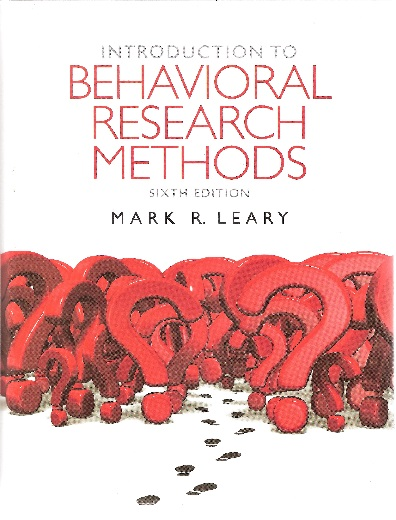 INTRODUCTION TO
BEHAVIORAL
RESEARCH
METHODS
SIXTH EDITION
MARK R. LEARY